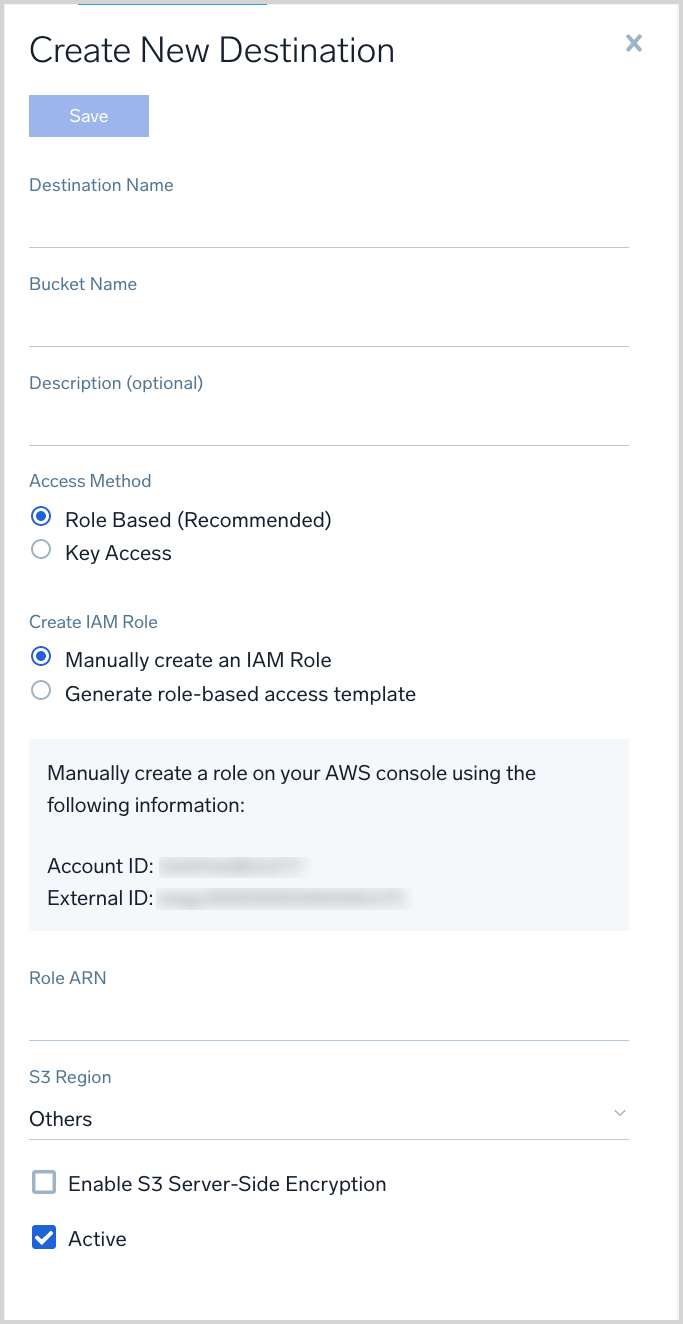 Create New Destination
Save
Destination Name
Bucket Name
Description (optional)
Access Method
Role Based (Recommended)
Key Access
Create IAM Role
Manually create an IAM Role
Generate role-based access template
Manually create a role on your AWS console using the
following information:
Account ID:
External ID:
Role ARN
S3 Region
Others
Enable S3 Server-Side Encryption
Active